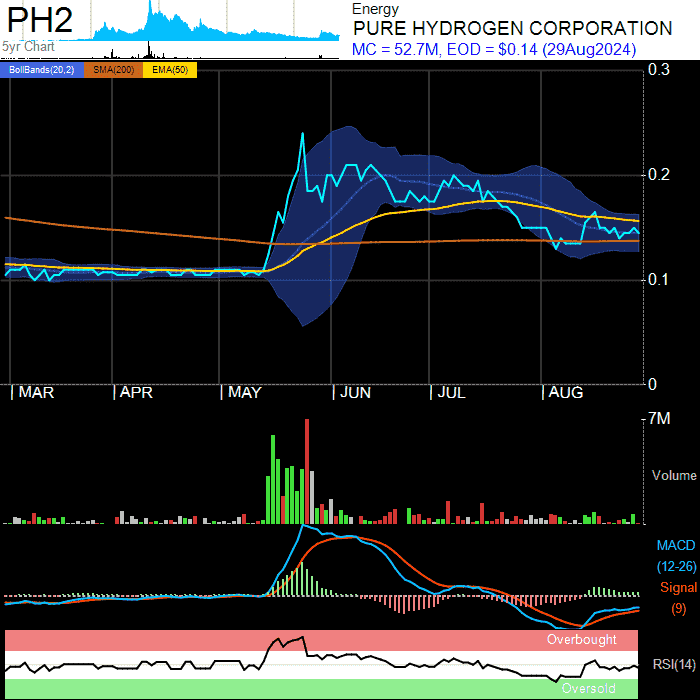 PH2
Energy
PURE HYDROGEN CORPORATION
5yr Chart
MC = 52.7M, EOD = $0.14 (29Aug2024)
BollBands(20,2) SMA(200) EMA(50)
0.3
0.2
0.1
0
MAR APR MAY JUN JUL AUG
7M
Volume
MACD
(12-26)
Signal
(9)
Overbought
RSI(14)
Oversold